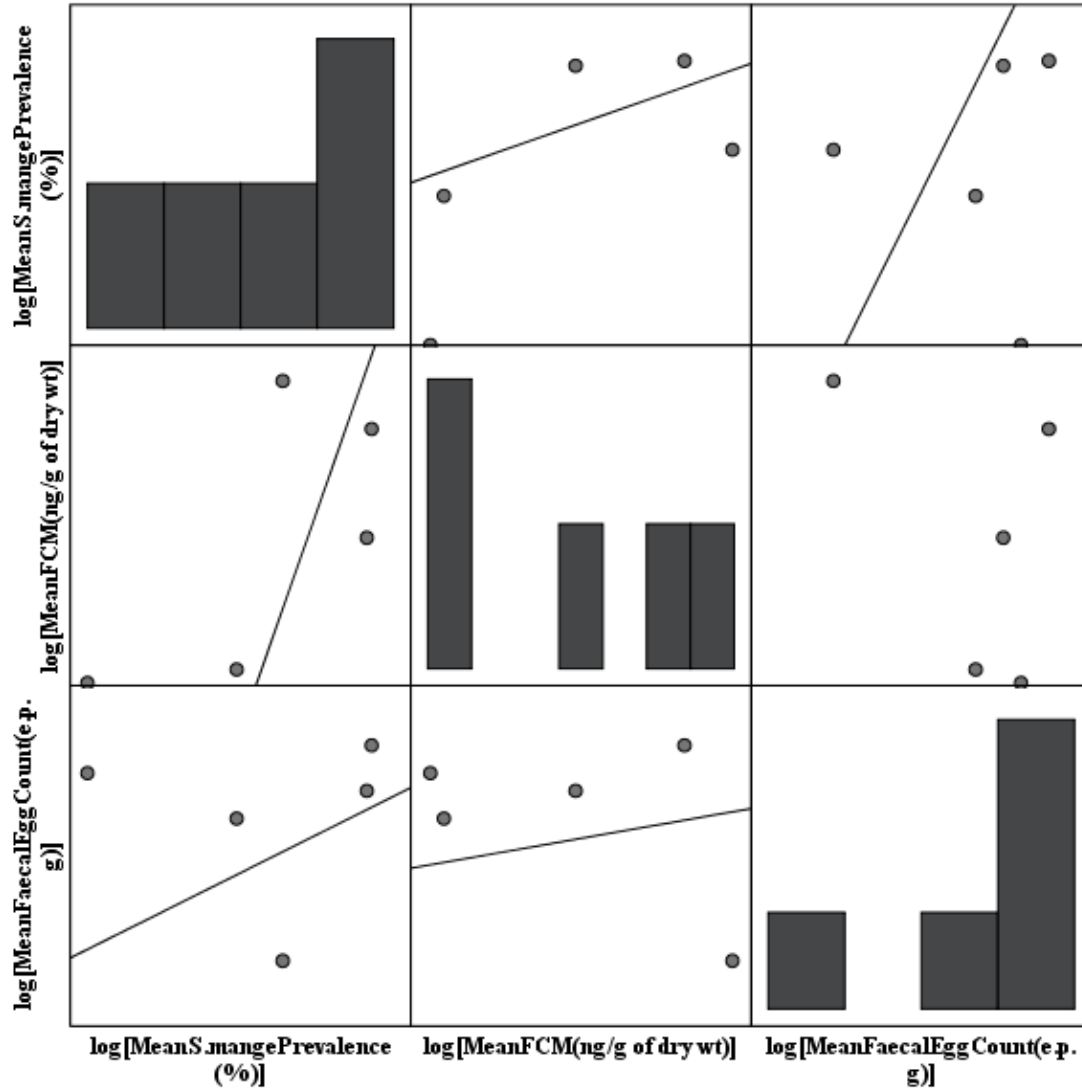 log[MeanS.mangePrevalence
(%)]
log[MeanFCM(ng/g of dry wt)]
log[MeanFaecalEggCount(e.p.
g)]
log[MeanS.mangePrevalence
(%)]
log[MeanFCM(ng/g of dry wt)]
log[MeanFaecalEggCount(e.p.
g)]